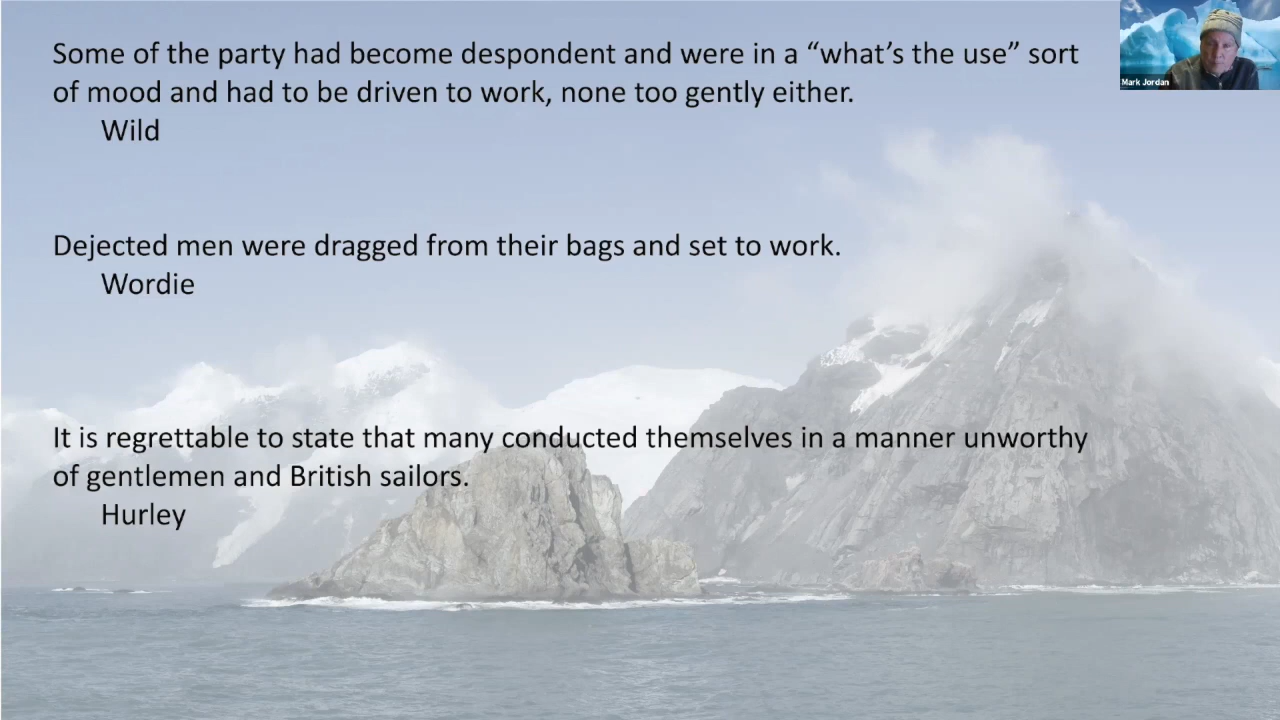 Some of the party had become despondent and were in a “what’s the use” sort
of mood and had to be driven to work, none too gently either.
Wild
Dejected men were dragged from their bags and set to work.
Wordie
It is regrettable to state that many conducted themselves in a manner unworthy
of gentlemen and British sailors.
Hurley
Mark Jordan